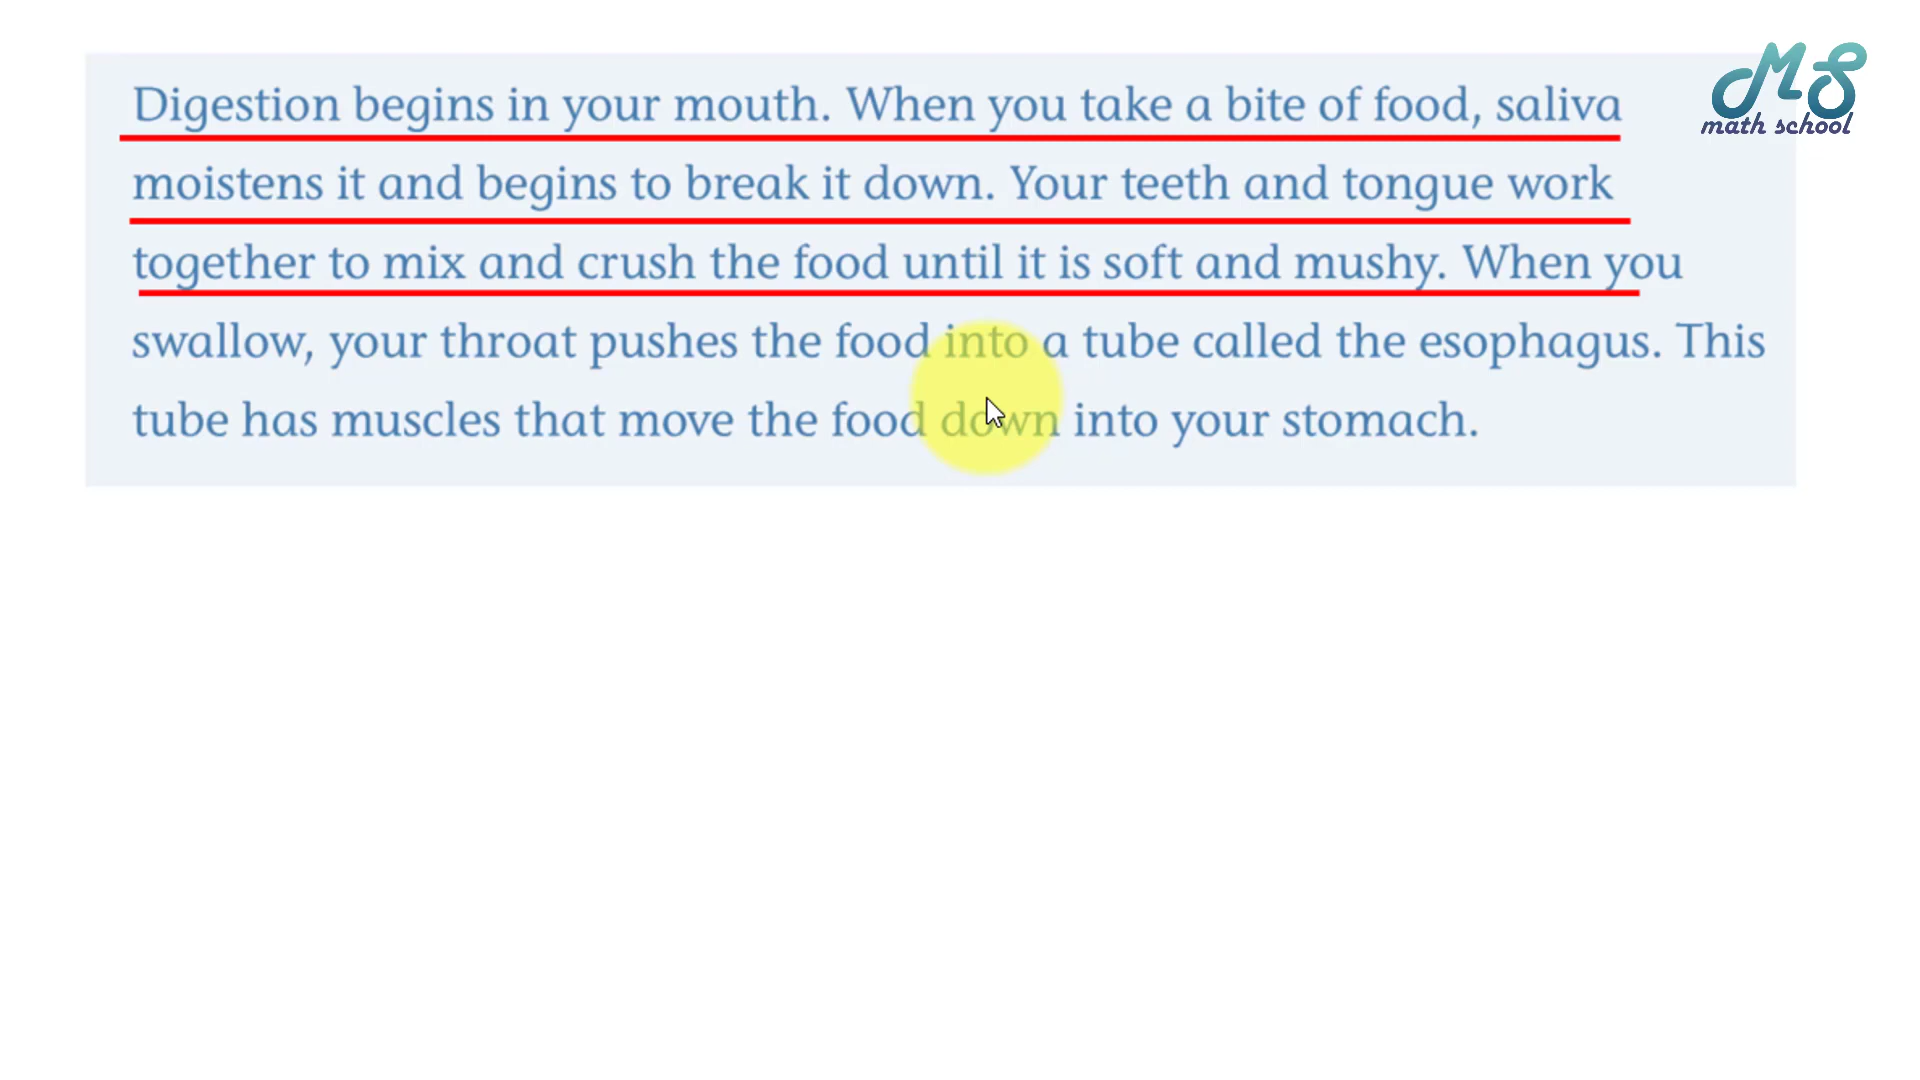 Digestion begins in your mouth. When you take a bite of food, saliva
moistens it and begins to break it down. Your teeth and tongue work
together to mix and crush the food until it is soft and mushy. When you
swallow, your throat pushes the food into a tube called the esophagus. This
tube has muscles that move the food down into your stomach.
MS
math school